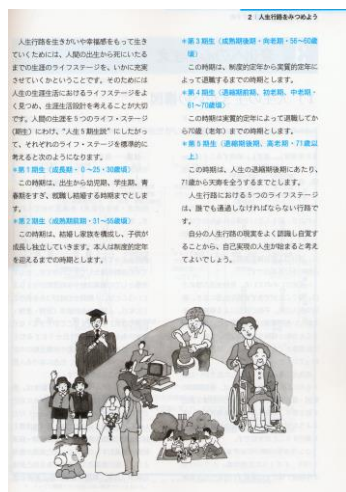 2 人生行路をみつめよう
人生行路を生きがいや幸福感をもって生き
ていくためには、人間の出生から死にいたる
までの生涯のライフステージを、いかに充実
させていくかということです。そのためには
人の生涯生活におけるライフステージをよ
く見つめ、生涯生活設計を考えることが大切
です。人間の生涯を5つのライフ・ステージ
(期生)にわけ、“人生5期生説”にしたがっ
て、それぞれのライフ・ステージを標準的に
考えると次のようになります。
*第1期生(成長期・0〜25・30歳頃)
この時期は、出生から幼児期、学生期、青
春期をすぎ、就職し結婚する時期までとしま
す。
*第2期生(成熟期前期・31〜55歳頃)
この時期は、結婚し家族を構成し、子供が
成長し独立していきます。本人は制度的定年
を迎えるまでの時期とします。
*第3期生(成熟期後期・向老期・56〜60歳
頃)
この時期は、制度的定年から実質的定年に
よって退職するまでの時期とします。
*第4期生(退縮期前期、初老期、中老期・
61〜70歳頃)
この時期は実質的定年によって退職してか
ら70歳(老年)までの時期とします。
*第5期生(退縮期後期、高老期・71歳以
上)
この時期は、人生の退縮期後期にあたり、
71歳から天寿を全うするまでとします。
人生行路における5つのライフステージ
は、誰でも通過しなければならない行路で
す。
自分の人生行路の現実をよく認識し自覚す
ることから、自己実現の人生が始まると考え
てよいでしょう。